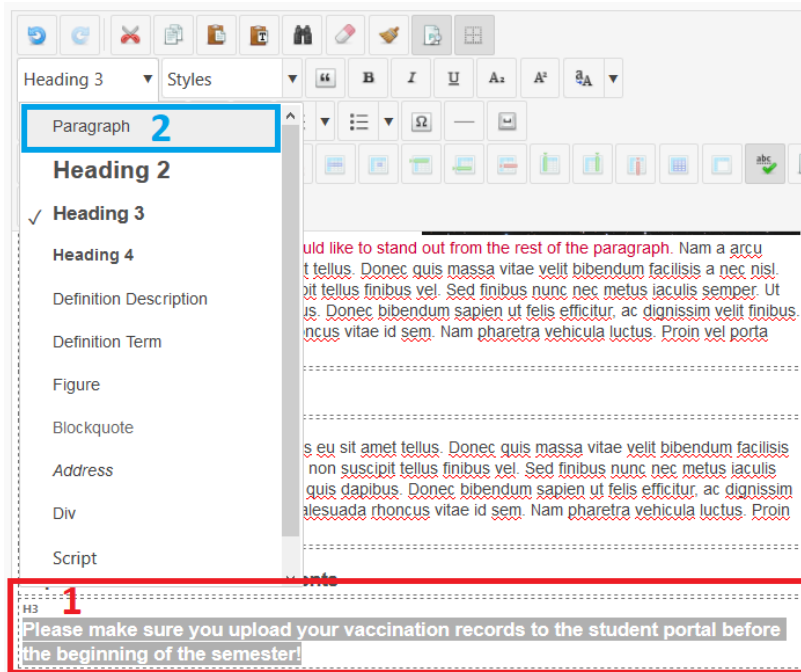 Heading 3
Styles
B I U A₂ A² aA
Paragraph 2
Ω
Heading 2
abc
Heading 3
uld like to stand out from the rest of the paragraph. Nam a arcu
Heading 4
t tellus. Donec quis massa vitae velit bibendum facilisis a nec nisl.
pit tellus finibus vel. Sed finibus nunc nec metus iaculis semper. Ut
Definition Description
us. Donec bibendum sapien ut felis efficitur, ac dignissim velit finibus.
ncus vitae id sem. Nam pharetra vehicula luctus. Proin vel porta
Definition Term
Figure
Blockquote
s eu sit amet tellus. Donec quis massa vitae velit bibendum facilisis
Address
non suscipit tellus finibus vel. Sed finibus nunc nec metus iaculis
quis dapibus. Donec bibendum sapien ut felis efficitur, ac dignissim
Div
alesuada rhoncus vitae id sem. Nam pharetra vehicula luctus. Proin
Script
ents
1
H3
Please make sure you upload your vaccination records to the student portal before
the beginning of the semester!